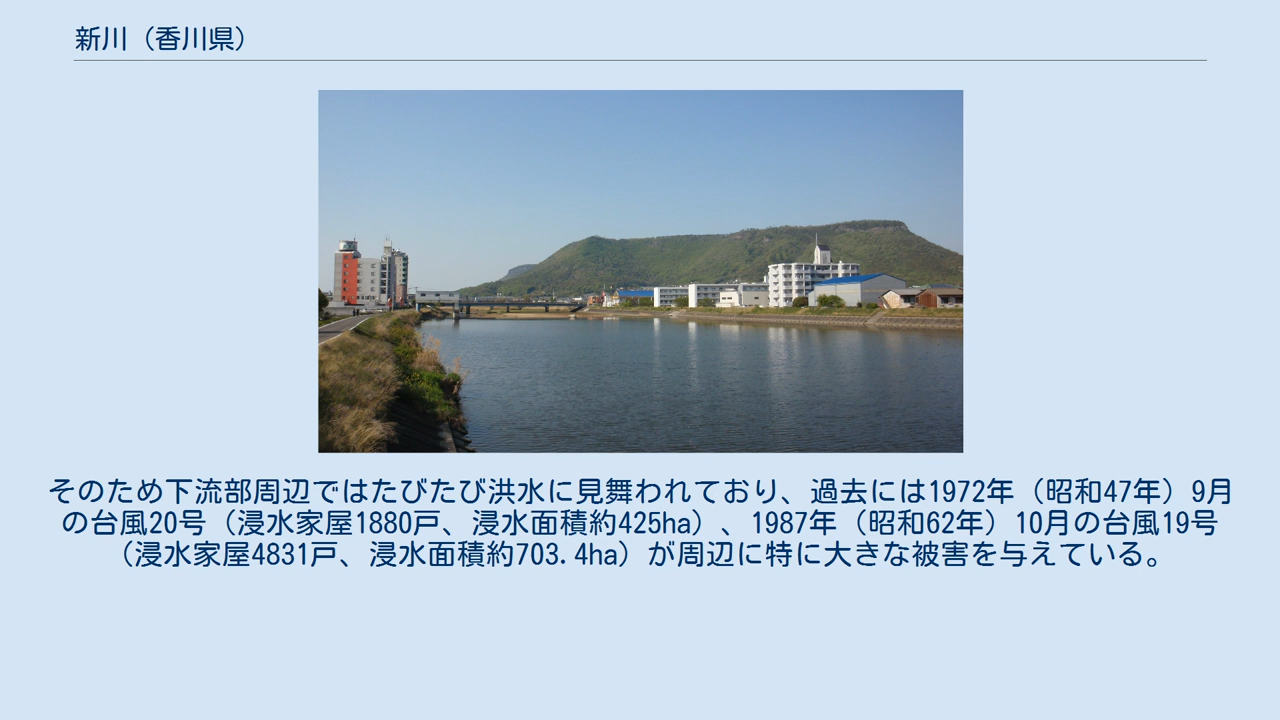 新川（香川県）
そのため下流部周辺ではたびたび洪水に見舞われており、過去には1972年（昭和47年）9月
の台風20号（浸水家屋1880戸、浸水面積約425ha）、1987年（昭和62年）10月の台風19号
（浸水家屋4831戸、浸水面積約703.4ha）が周辺に特に大きな被害を与えている。